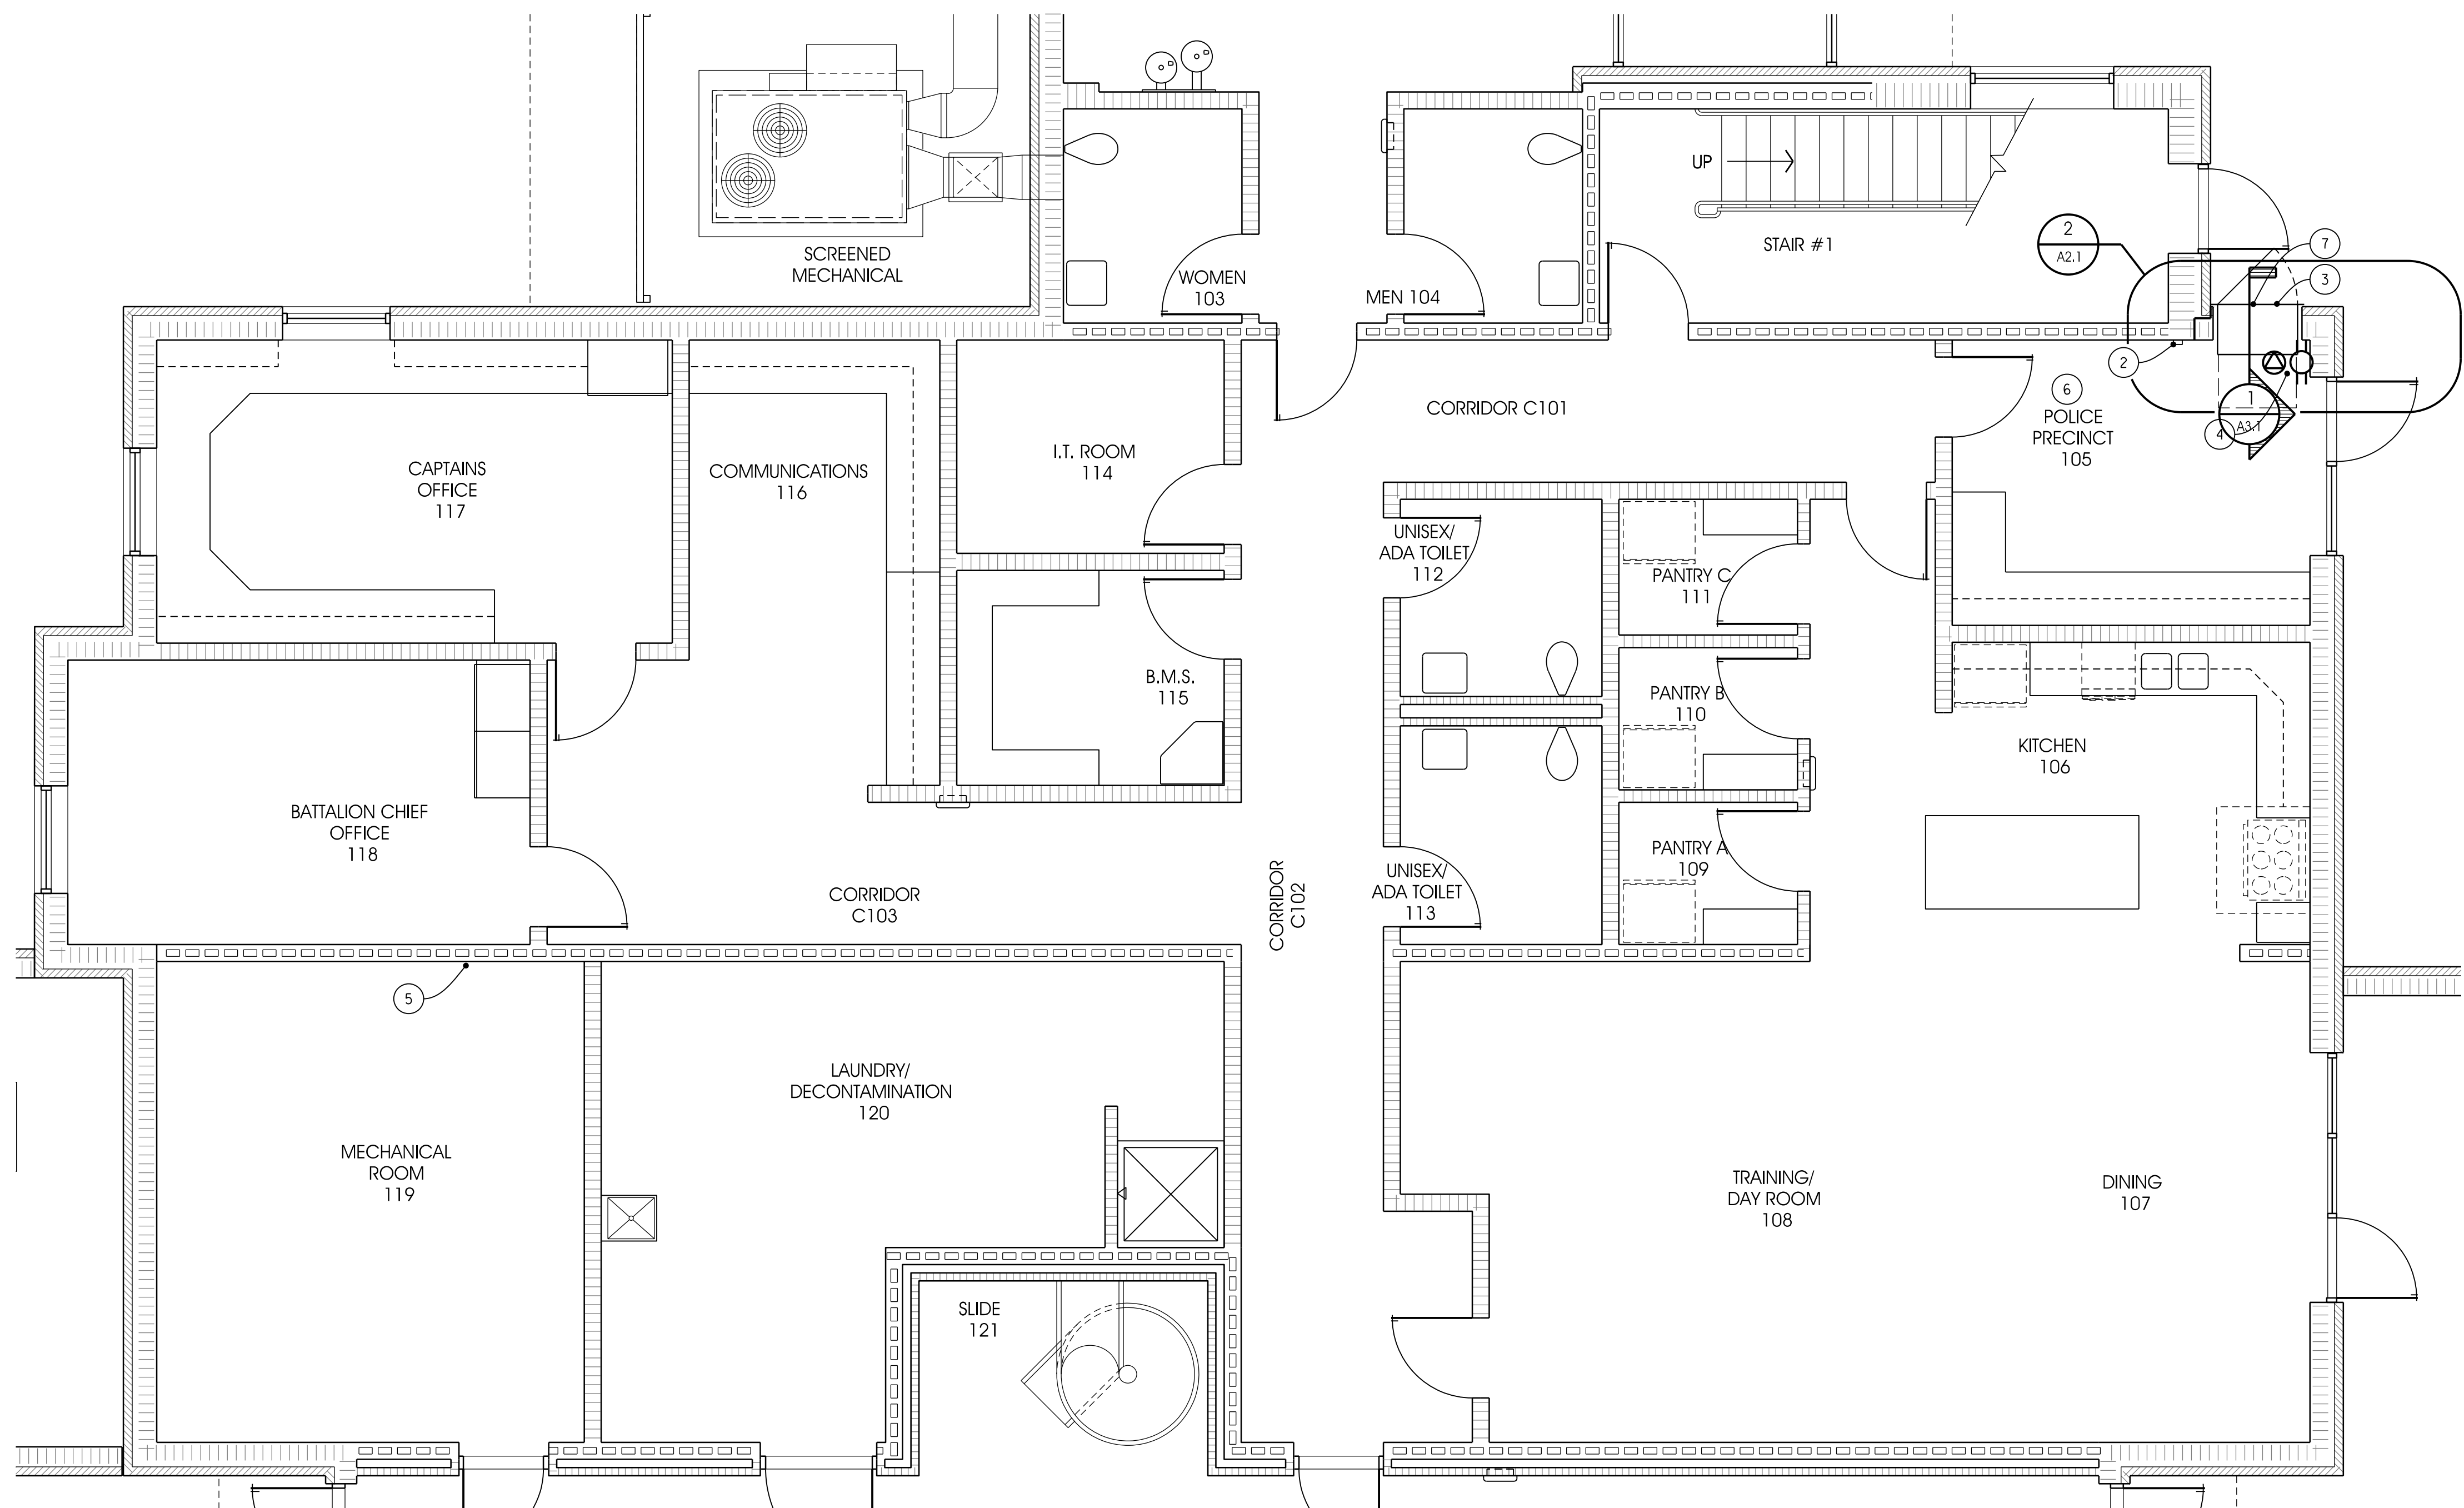 SCREENED
MECHANICAL
WOMEN
103
MEN 104
UP
STAIR #1
2
A2.1
7
3
2
1
A3.1
4
6
POLICE
PRECINCT
105
CORRIDOR C101
CAPTAINS
OFFICE
117
COMMUNICATIONS
116
I.T. ROOM
114
UNISEX/
ADA TOILET
112
PANTRY C
111
B.M.S.
115
PANTRY B
110
KITCHEN
106
BATTALION CHIEF
OFFICE
118
CORRIDOR
C103
CORRIDOR
C102
UNISEX/
ADA TOILET
113
PANTRY A
109
5
LAUNDRY/
DECONTAMINATION
120
MECHANICAL
ROOM
119
TRAINING/
DAY ROOM
108
DINING
107
SLIDE
121